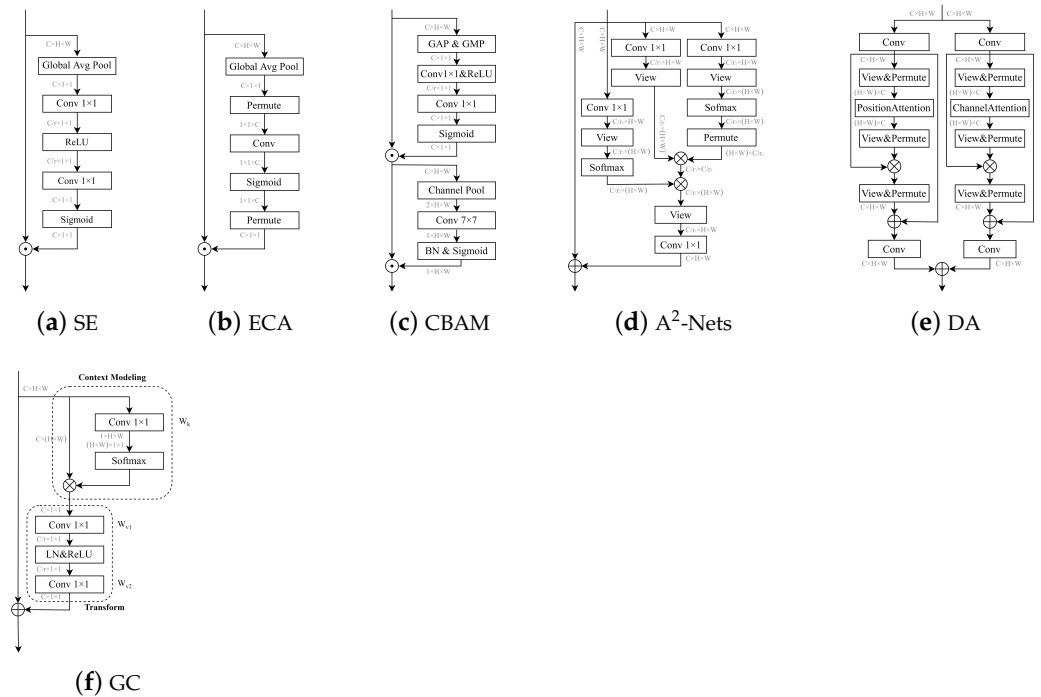 C×H×W
Global Avg Pool
C×1×1
Conv 1×1
C/r×1×1
ReLU
C/r×1×1
Conv 1×1
C×1×1
Sigmoid
C×1×1
(a) SE
C×H×W
Global Avg Pool
C×1×1
Permute
1×1×C
Conv
1×1×C
Sigmoid
1×1×C
Permute
C×1×1
(b) ECA
C×H×W
GAP & GMP
C×1×1
Conv1×1&ReLU
C/r×1×1
Conv 1×1
C×1×1
Sigmoid
C×1×1
C×H×W
Channel Pool
2×H×W
Conv 7×7
1×H×W
BN & Sigmoid
1×H×W
(c) CBAM
C×H×W
C×H×W
C×H×W
C×H×W
Conv 1×1
Conv 1×1
C/r×H×W
C/r×H×W
View
View
C/r×(H×W)
Conv 1×1
Sofmax
C/r×H×W
C/r×(H×W)
C/r×(H×W)
View
Permute
C/r×(H×W)
(H×W)×C/r
Softmax
C/r×C/r
C/r×(H×W)
C/r×(H×W)
View
C/r×H×W
Conv 1×1
C×H×W
(d) A²-Nets
C×H×W
C×H×W
Conv
Conv
C×H×W
C×H×W
View&Permute
View&Permute
(H×W)×C
(H×W)×C
PositionAttention
ChannelAttention
(H×W)×C
(H×W)×C
View&Permute
View&Permute
View&Permute
View&Permute
C×H×W
C×H×W
Conv
Conv
C×H×W
C×H×W
(e) DA
Context Modeling
C×H×W
Conv 1×1
Wk
1×H×W
C×(H×W)
(H×W)×1×1
Softmax
C×1×1
Conv 1×1
Wv1
C/r×1×1
LN&ReLU
C/r×1×1
Conv 1×1
Wv2
C×1×1
Transform
(f) GC